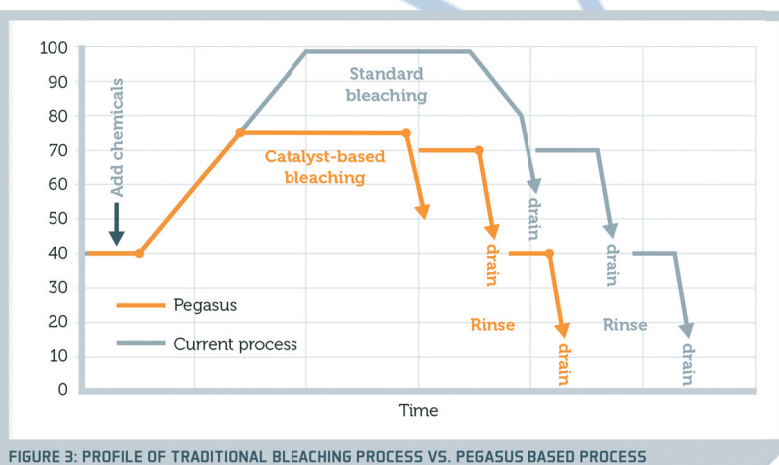 100
90
80
70
60
50
40
30
20
10
0
Add chemicals
Standard
bleaching
Catalyst-based
bleaching
drain
drain
drain
drain
drain
Rinse
Rinse
Pegasus
Current process
Time
FIGURE 3: PROFILE OF TRADITIONAL BLEACHING PROCESS VS. PEGASUS BASED PROCESS